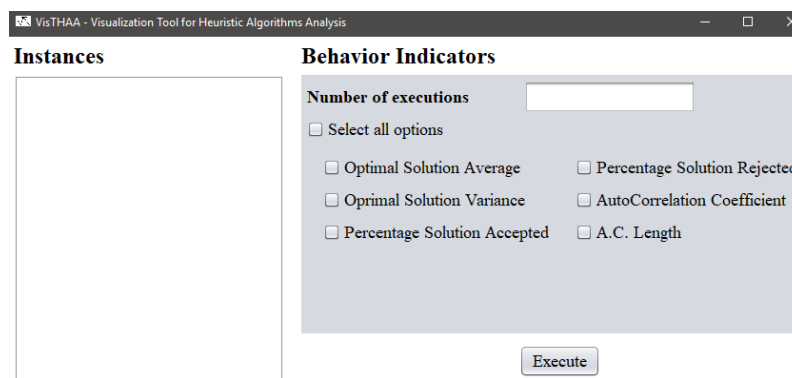 VisTHAA - Visualization Tool for Heuristic Algorithms Analysis
Instances
Behavior Indicators
Number of executions
Select all options
Optimal Solution Average
Percentage Solution Rejected
Oprimal Solution Variance
AutoCorrelation Coefficient
Percentage Solution Accepted
A.C. Length
Execute